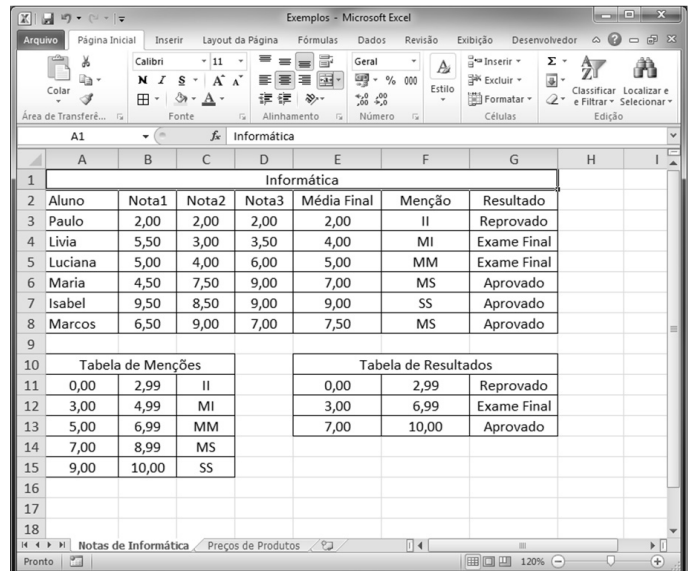 Exemplos - Microsoft Excel
Arquivo Página Inicial Inserir Layout da Página Fórmulas Dados Revisão Exibição Desenvolvedor
Colar
Área de Transferê...
Calibri 11
N I S A A
A
Fonte
Alinhamento
Geral
% 000
Número
Estilo
Inserir
Excluir
Formatar
Células
Σ
Classificar e Filtrar
Localizar e Selecionar
Edição
A1 fx Informática
A B C D E F G H I
1 Informática
2 Aluno Nota1 Nota2 Nota3 Média Final Menção Resultado
3 Paulo 2,00 2,00 2,00 2,00 II Reprovado
4 Livia 5,50 3,00 3,50 4,00 MI Exame Final
5 Luciana 5,00 4,00 6,00 5,00 MM Exame Final
6 Maria 4,50 7,50 9,00 7,00 MS Aprovado
7 Isabel 9,50 8,50 9,00 9,00 SS Aprovado
8 Marcos 6,50 9,00 7,00 7,50 MS Aprovado
9
10 Tabela de Menções Tabela de Resultados
11 0,00 2,99 II 0,00 2,99 Reprovado
12 3,00 4,99 MI 3,00 6,99 Exame Final
13 5,00 6,99 MM 7,00 10,00 Aprovado
14 7,00 8,99 MS
15 9,00 10,00 SS
16
17
18
Notas de Informática Preços de Produtos
Pronto 120%